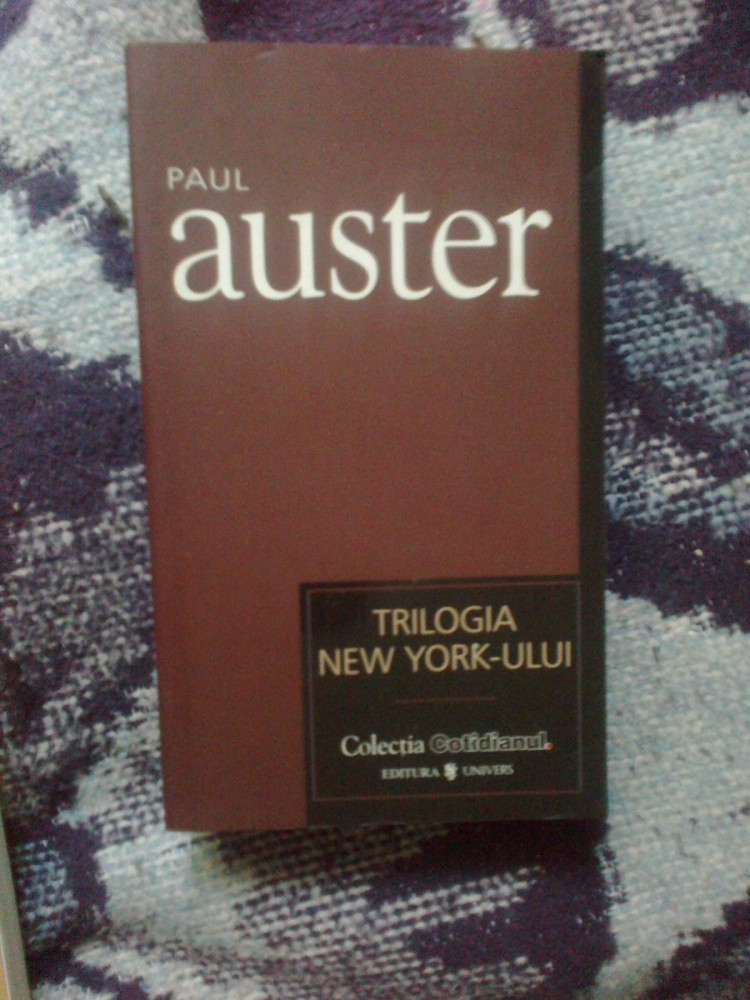 PAUL
auster
TRILOGIA
NEW YORK-ULUI
Colecția Cotidianul.
EDITURA UNIVERS